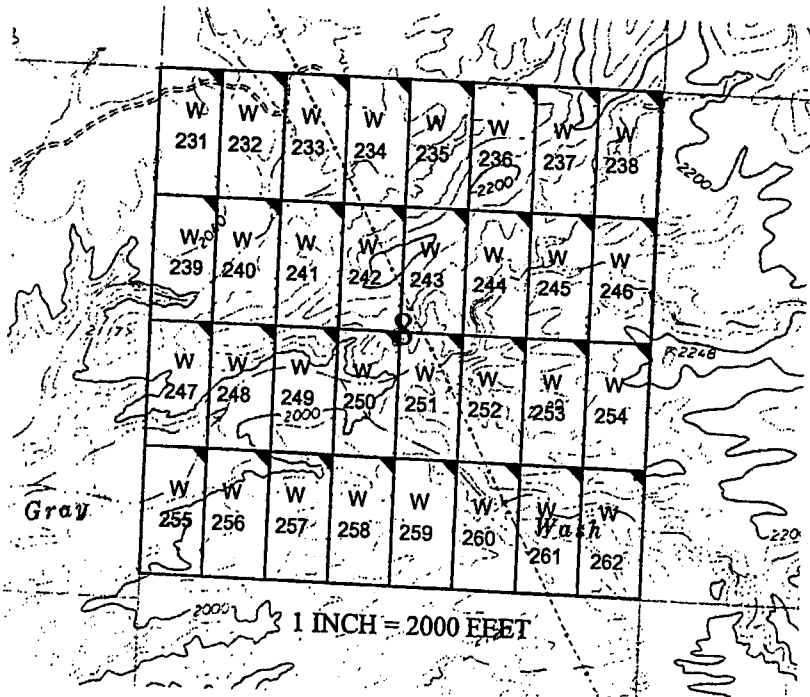 W W W W W W W W
231 232 233 234 235 236 237 238
2200
2200
W W W W W W W W
2040
239 240 241 242 243 244 245 246
8
2248
W W W W W W W W
247 248 249 250 251 252 253 254
2000
Gray W W W W W W W W
Wash
255 256 257 258 259 260 261 262
2000
1 INCH = 2000 FEET